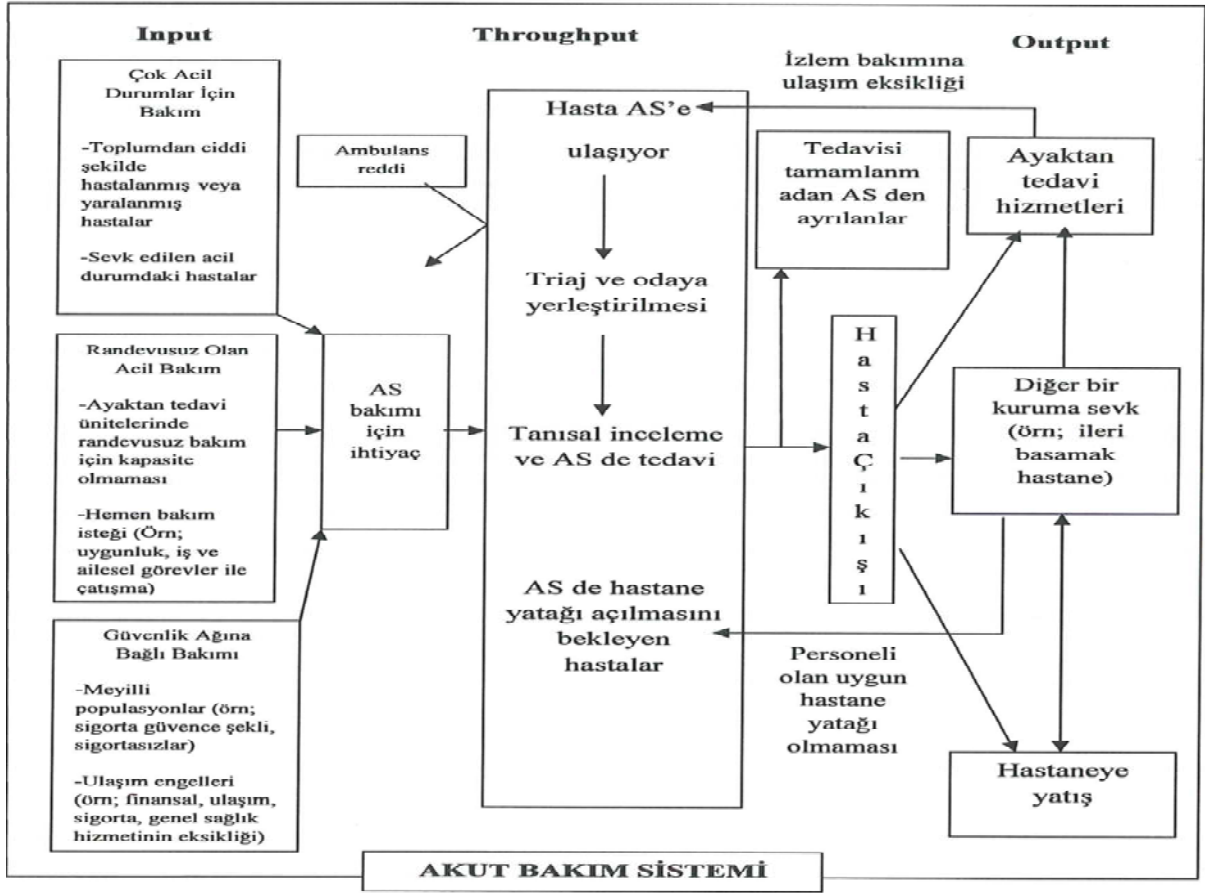 Input
Throughput
Output
Çok Acil
Durumlar İçin
Bakım
-Toplumdan ciddi
şekilde
hastalanmış veya
yaralanmış
hastalar
-Sevk edilen acil
durumdaki hastalar
Randevusuz Olan
Acil Bakım
-Ayaktan tedavi
ünitelerinde
randevusuz bakım
için kapasite
olmaması
-Hemen bakım
isteği (Örn;
uygunluk, iş ve
ailesel görevler ile
çatışma)
Güvenlik Ağına
Bağlı Bakımı
-Meyilli
populasyonlar (örn;
sigorta güvence şekli,
sigortasızlar)
-Ulaşım engelleri
(örn; finansal, ulaşım,
sigorta, genel sağlık
hizmetinin eksikliği)
Ambulans
reddi
AS
bakımı
için
ihtiyaç
Hasta AS'e
ulaşıyor
Triaj ve odaya
yerleştirilmesi
Tanısal inceleme
ve AS de tedavi
AS de hastane
yatağı açılmasını
bekleyen
hastalar
İzlem bakımına
ulaşım eksikliği
Tedavisi
tamamlanm
adan AS den
ayrılanlar
H
a
s
t
a
Ç
ı
k
ı
ş
ı
Personeli
olan uygun
hastane
yatağı
olmaması
Ayaktan
tedavi
hizmetleri
Diğer bir
kuruma sevk
(örn; ileri
basamak
hastane)
Hastaneye
yatış
AKUT BAKIM SİSTEMİ